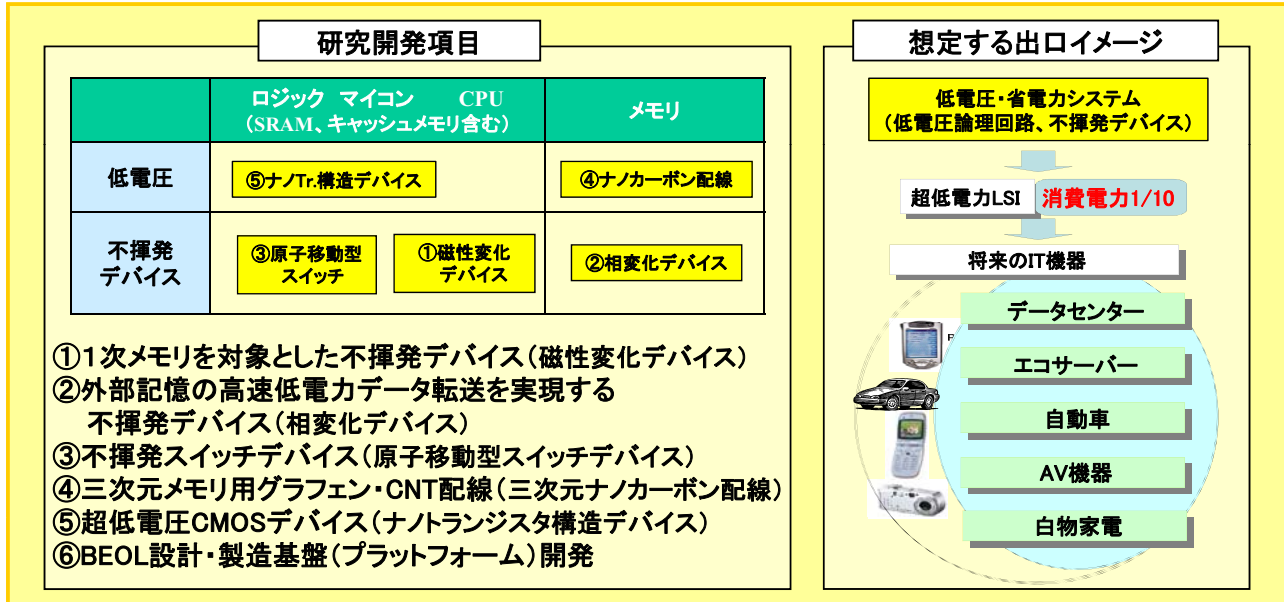 研究開発項目
ロジック マイコン CPU
(SRAM、キャッシュメモリ含む)
メモリ
低電圧
⑤ナノTr.構造デバイス
④ナノカーボン配線
不揮発
デバイス
③原子移動型
スイッチ
①磁性変化
デバイス
②相変化デバイス
①1次メモリを対象とした不揮発デバイス(磁性変化デバイス)
②外部記憶の高速低電力データ転送を実現する
不揮発デバイス(相変化デバイス)
③不揮発スイッチデバイス(原子移動型スイッチデバイス)
④三次元メモリ用グラフェン・CNT配線(三次元ナノカーボン配線)
⑤超低電圧CMOSデバイス(ナノトランジスタ構造デバイス)
⑥BEOL設計・製造基盤(プラットフォーム)開発
想定する出口イメージ
低電圧・省電力システム
(低電圧論理回路、不揮発デバイス)
超低電力LSI 消費電力1/10
将来のIT機器
データセンター
エコサーバー
自動車
AV機器
白物家電